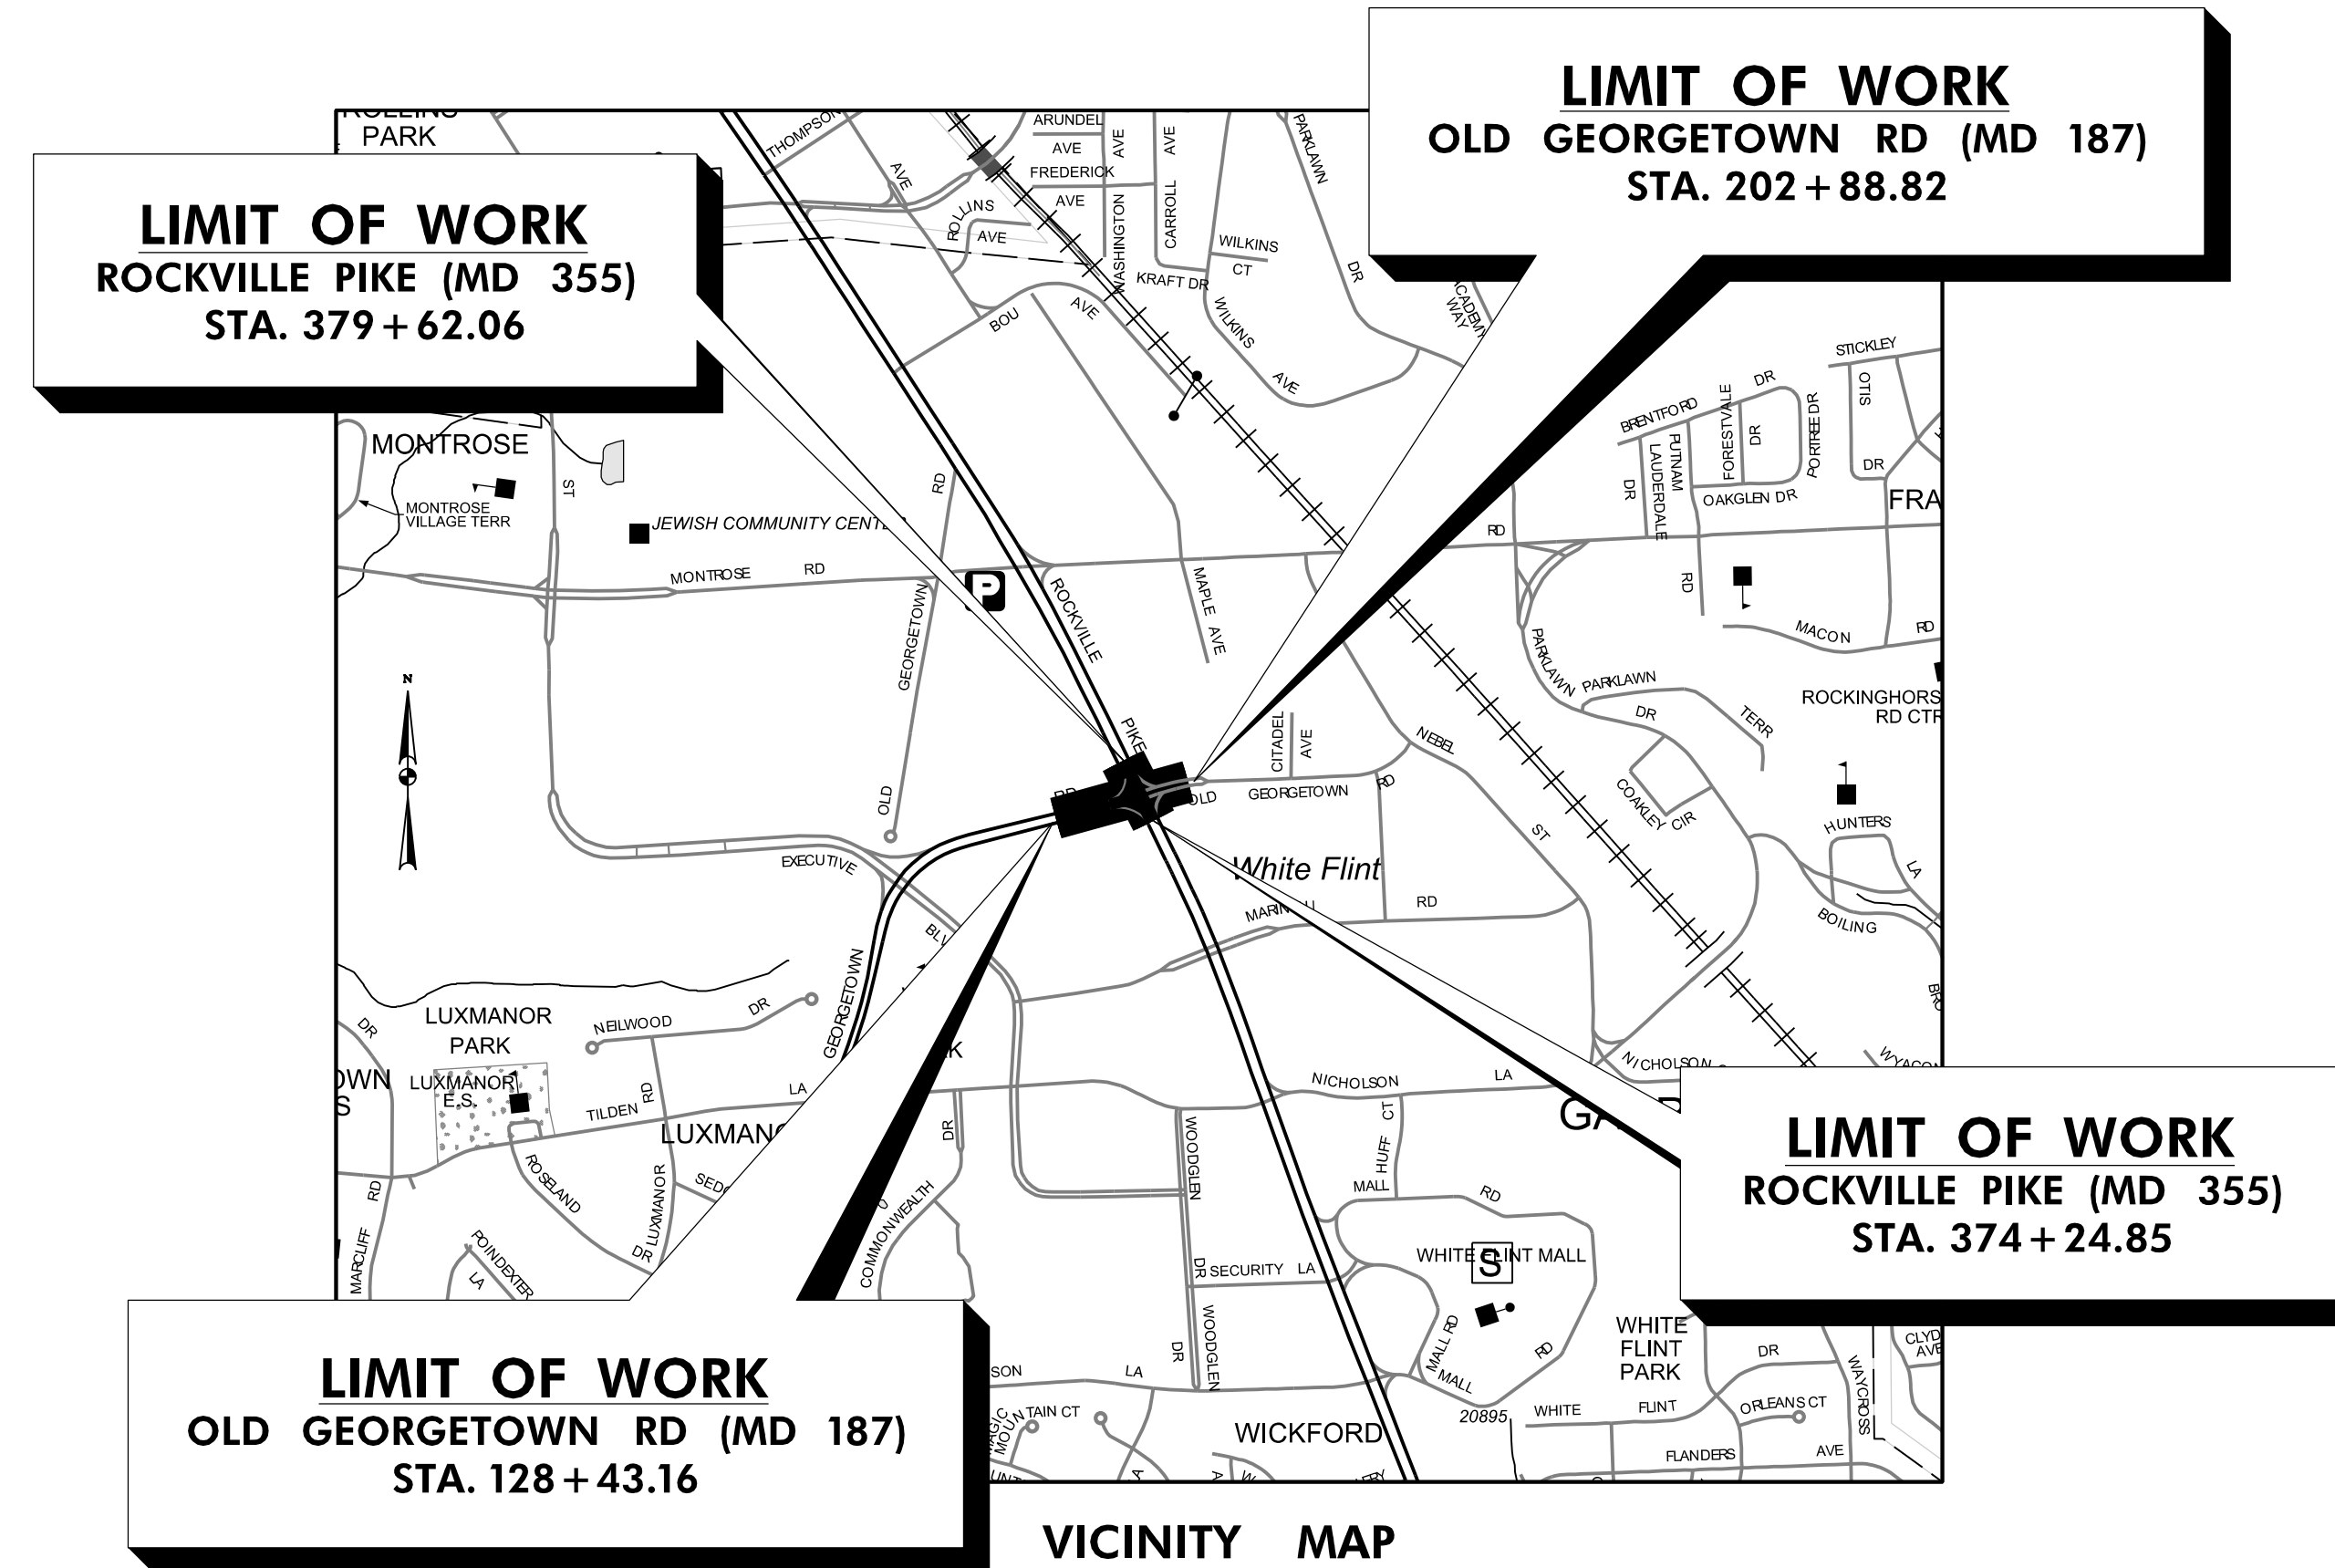 LIMIT OF WORK
OLD GEORGETOWN RD (MD 187)
STA. 202+88.82
LIMIT OF WORK
ROCKVILLE PIKE (MD 355)
STA. 379+62.06
PARK
THOMPSON
AVE
ARUNDEL
AVE
FREDERICK
AVE
AVE
WASHINGTON
AVE
CARROLL
PARKLAWN
DR
ROLLINS
AVE
WILKINS
CT
KRAFT DR
WILKINS
AVE
BOU
AVE
ACADEMY
WAY
STICKLEY
OTIS
DR
BRENTFORD
DR
FORESTVALE
DR
PORTREE DR
PUTNAM
LAUDERDALE
DR
OAKGLEN DR
RD
RD
MONTROSE
MONTROSE
VILLAGE TERR
ST
JEWISH COMMUNITY
RD
P
MONTROSE
RD
GEORGETOWN
OLD
ROCKVILLE
PIKE
MAPLE AVE
PARKLAWN
PARKLAWN
DR
TERR
MACON
RD
RD CTR
N
CITADEL
AVE
NEBEL
ST
OLD
GEORGETOWN
RD
COAKLEY
CIR
HUNTERS
LA
BOILING
EXECUTIVE
White Flint
RD
GEORGETOWN
LUXMANOR
PARK
NEILWOOD
DR
DR
LUXMANOR
E.S.
TILDEN
RD
LA
ROSELAND
LUXMANOR
DR
RD
MARCLIFF
POINDEXTER
LA
DR
COMMONWEALTH
NICHOLSON
LA
NICHOLSON
HUFF
CT
MALL
RD
WOODGLEN
DR
SECURITY LA
WHITE FLINT MALL
S
WOODGLEN
DR
MALL RD
MALL
RD
WHITE
FLINT
PARK
LIMIT OF WORK
ROCKVILLE PIKE (MD 355)
STA. 374+24.85
LIMIT OF WORK
OLD GEORGETOWN RD (MD 187)
STA. 128+43.16
LA
TAIN CT
WICKFORD
20895
WHITE
FLINT
DR
ORLEANS CT
WAYCROSS
FLANDERS
AVE
AVE
VICINITY MAP